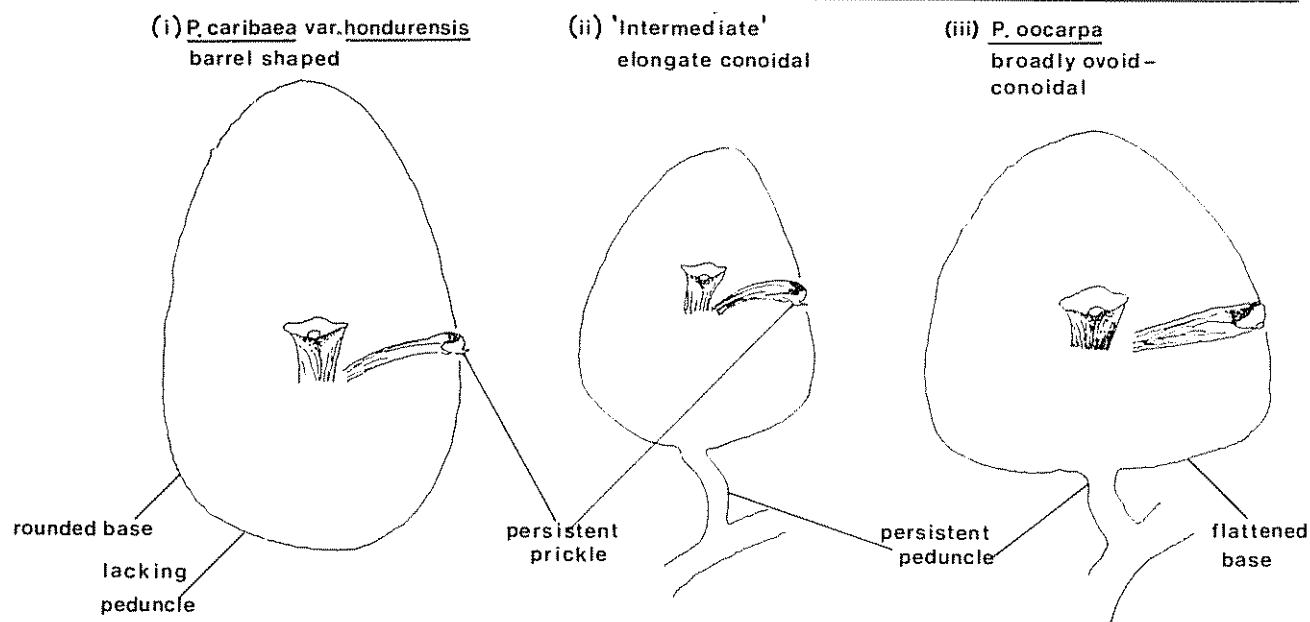 (i) P. caribaea var. hondurensis
barrel shaped
(ii) 'Intermediate'
elongate conoidal
(iii) P. oocarpa
broadly ovoid–
conoidal
rounded base
lacking
peduncle
persistent
prickle
persistent
peduncle
flattened
base